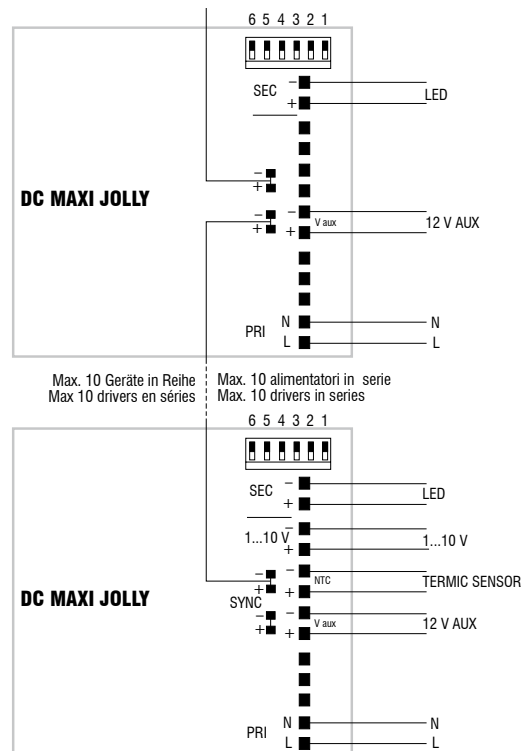 6 5 4 3 2 1
SEC
–
+
LED
–
+
DC MAXI JOLLY
–
+
–
+
V aux
12 V AUX
PRI
N
L
N
L
Max. 10 Geräte in Reihe
Max 10 drivers en séries
Max. 10 alimentatori in serie
Max. 10 drivers in series
6 5 4 3 2 1
SEC
–
+
LED
1...10 V
–
+
1...10 V
DC MAXI JOLLY
–
+
SYNC
–
+
–
+
NTC
TERMIC SENSOR
–
+
V aux
12 V AUX
PRI
N
L
N
L